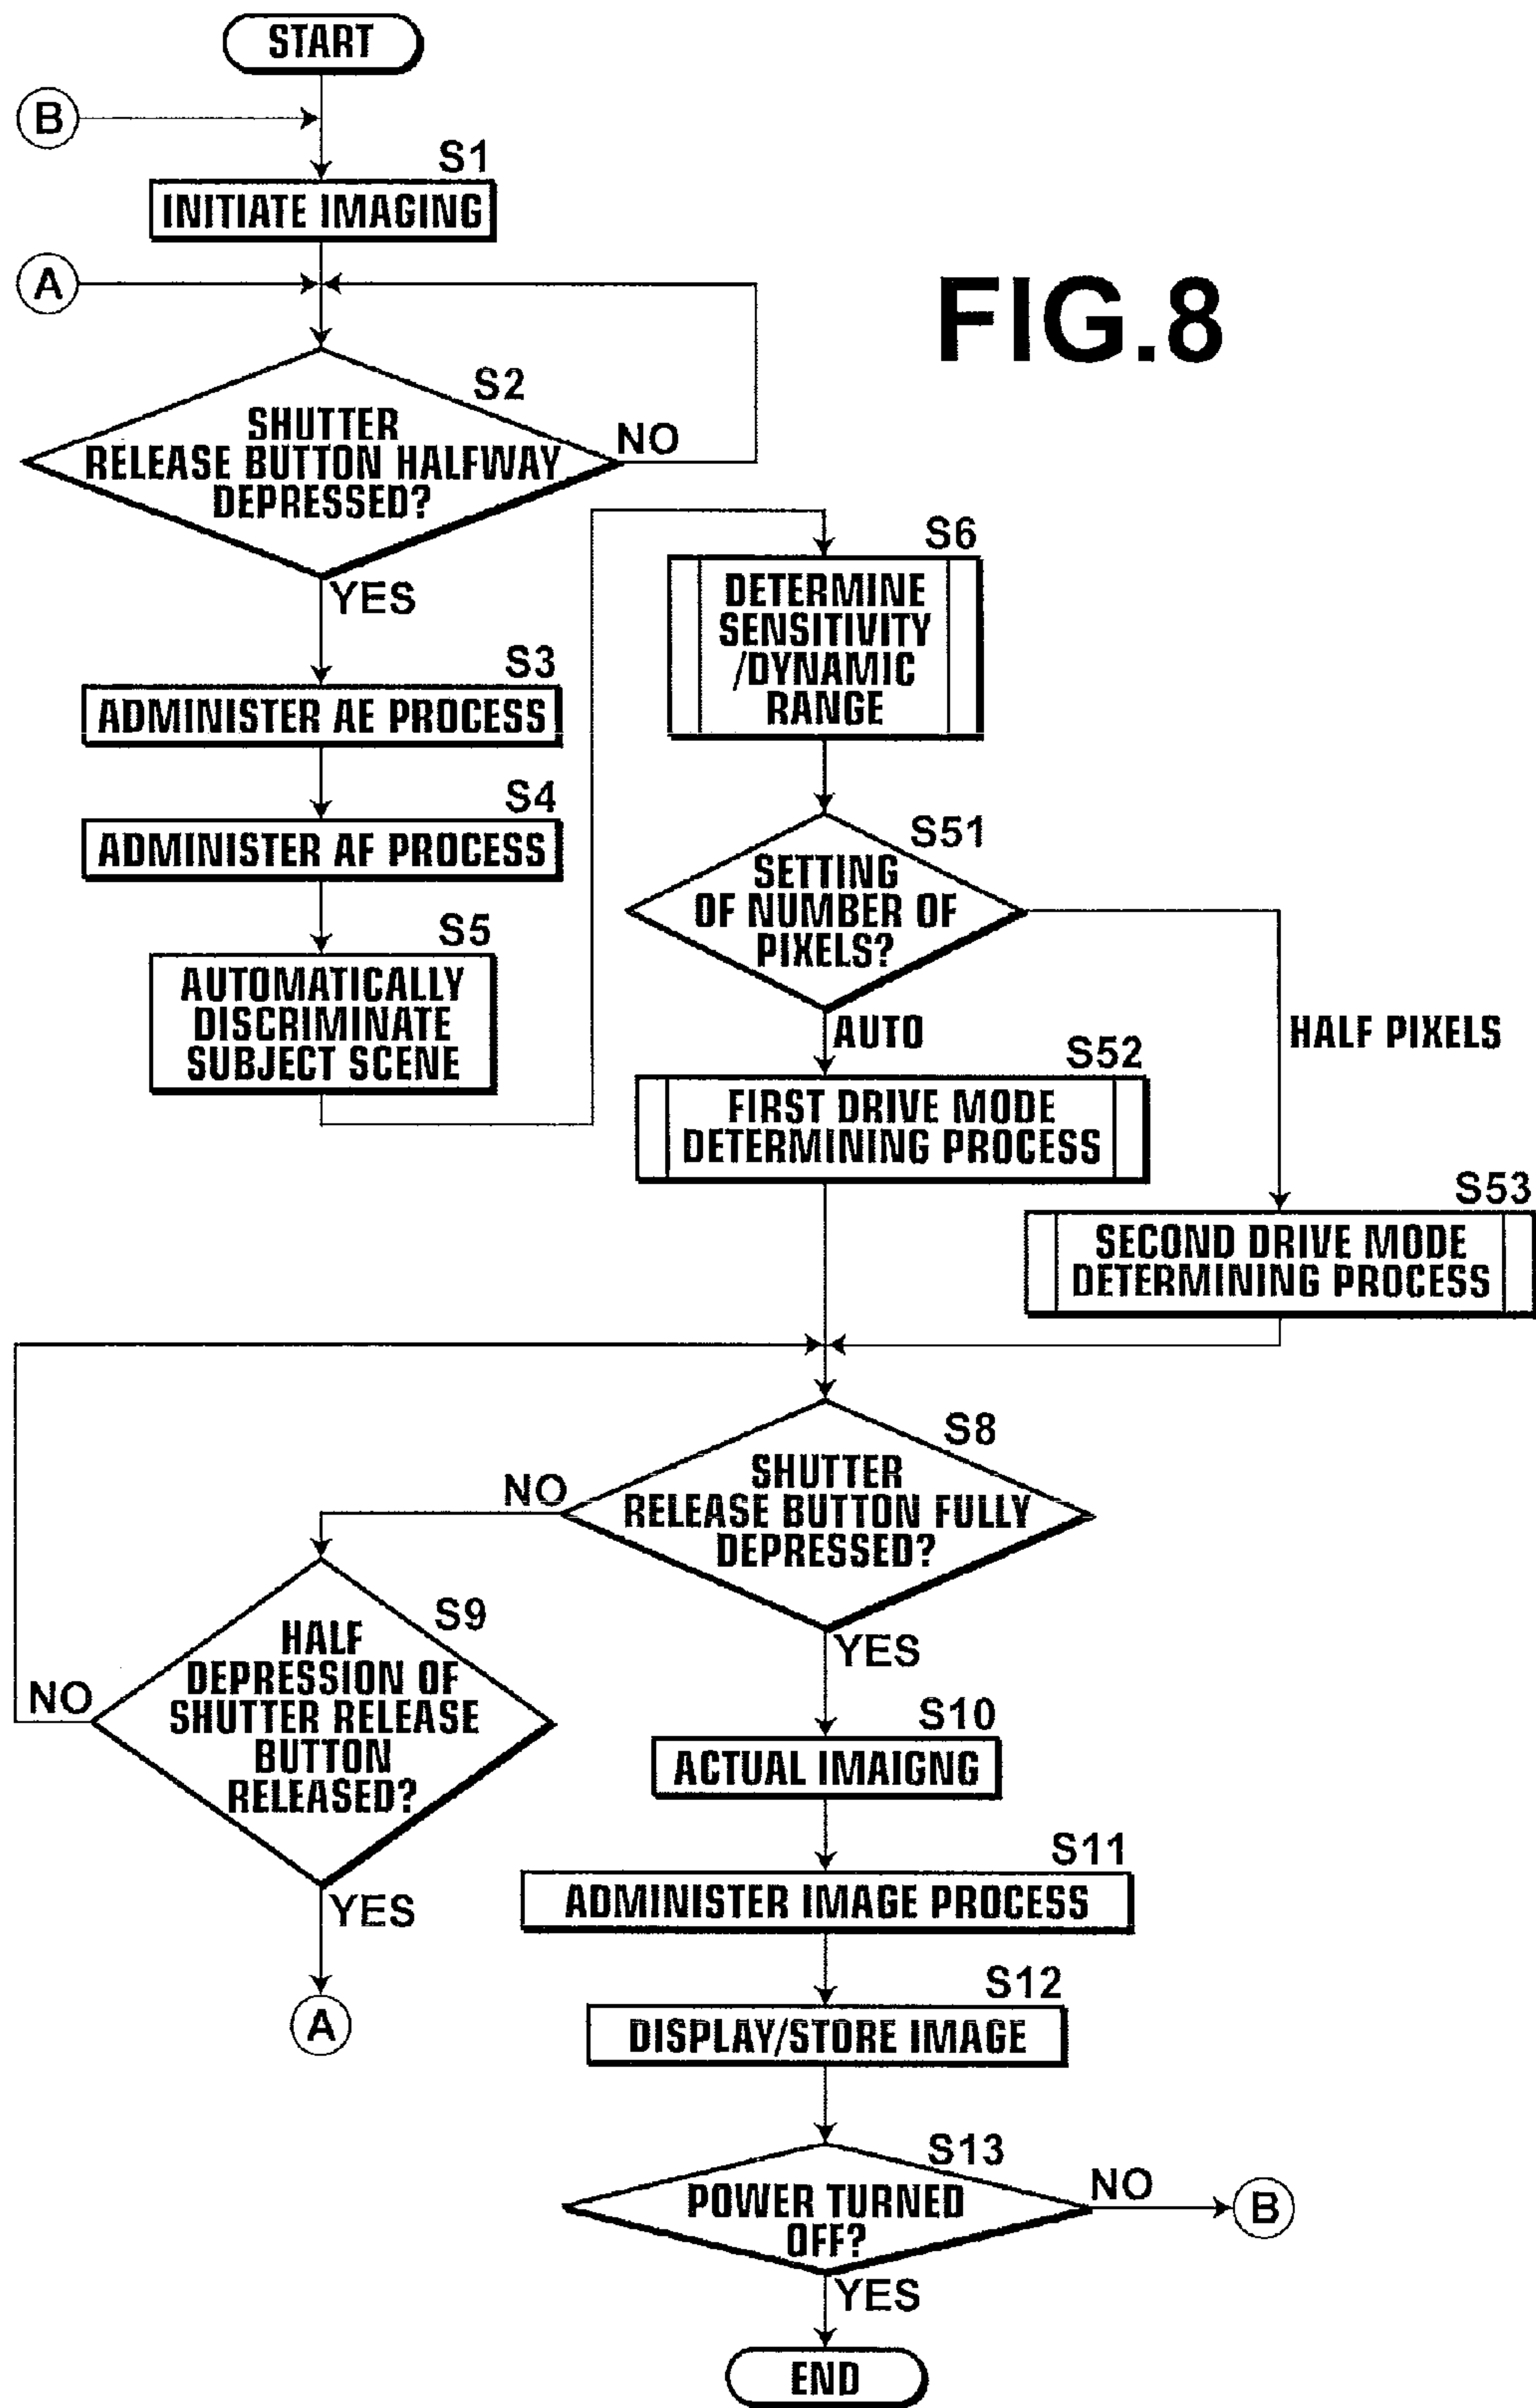 START
B
S1
INITIATE IMAGING
A
FIG.8
S2
SHUTTER
RELEASE BUTTON HALFWAY
DEPRESSED?
NO
YES
S3
ADMINISTER AE PROCESS
S4
ADMINISTER AF PROCESS
S5
AUTOMATICALLY
DISCRIMINATE
SUBJECT SCENE
S6
DETERMINE
SENSITIVITY
/DYNAMIC
RANGE
S51
SETTING
OF NUMBER OF
PIXELS?
AUTO
HALF PIXELS
S52
FIRST DRIVE MODE
DETERMINING PROCESS
S53
SECOND DRIVE MODE
DETERMINING PROCESS
S8
SHUTTER
RELEASE BUTTON FULLY
DEPRESSED?
NO
YES
S9
HALF
DEPRESSION OF
SHUTTER RELEASE
BUTTON
RELEASED?
NO
YES
A
S10
ACTUAL IMAIGNG
S11
ADMINISTER IMAGE PROCESS
S12
DISPLAY/STORE IMAGE
S13
POWER TURNED
OFF?
NO
B
YES
END